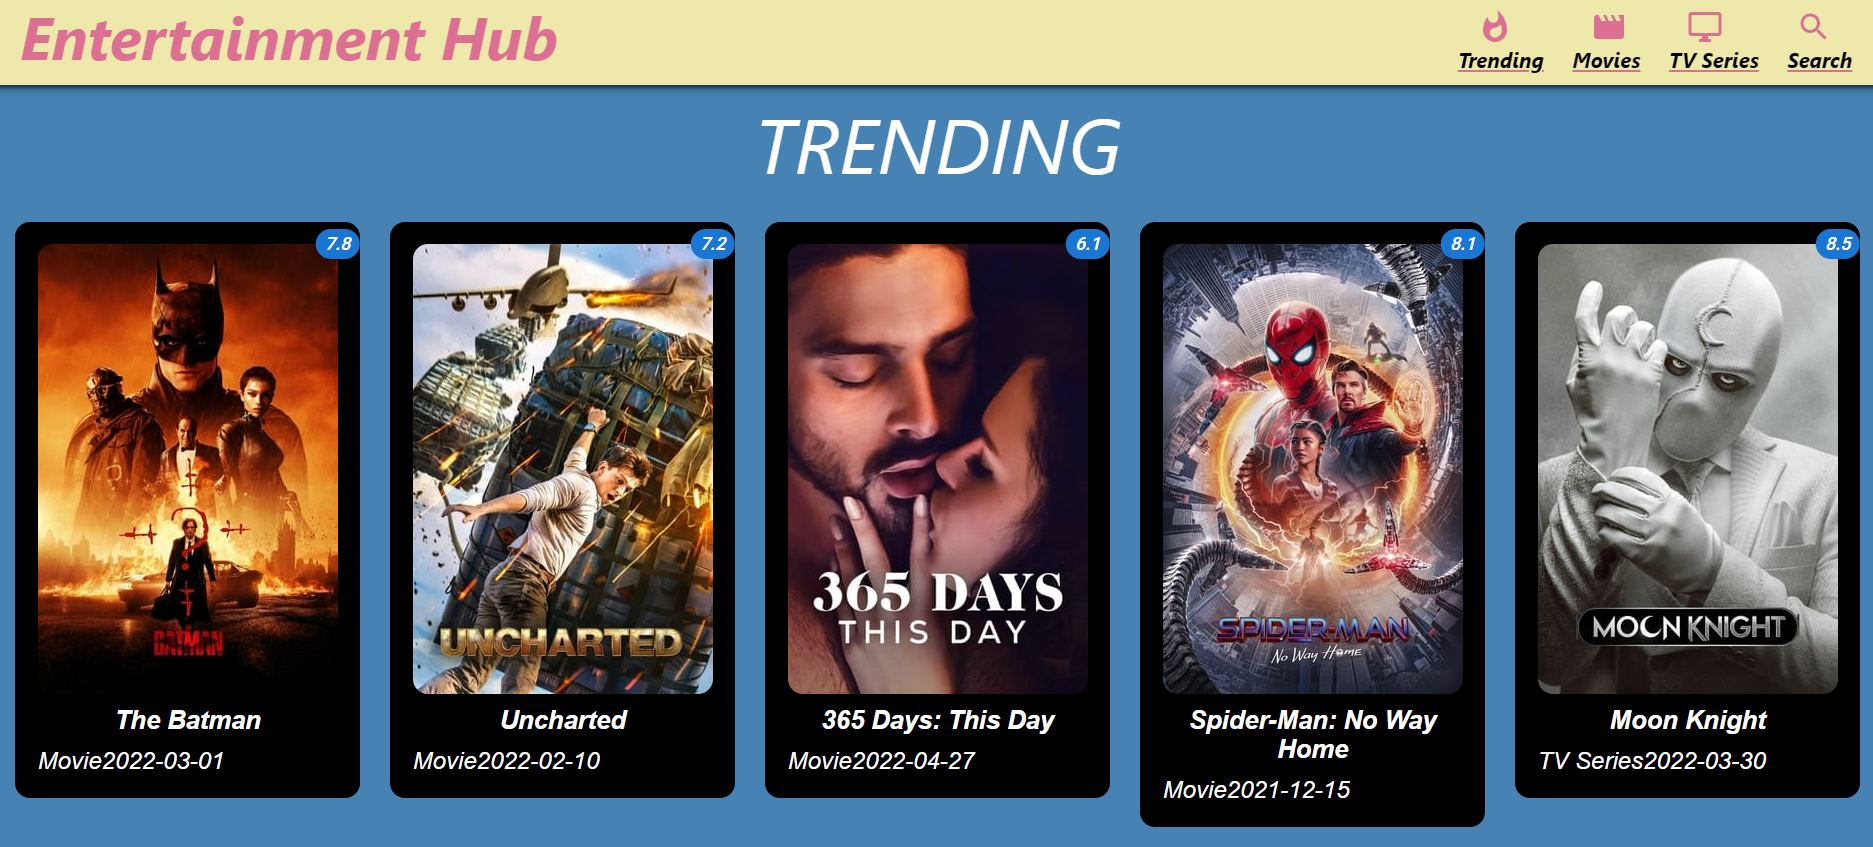 Entertainment Hub
Trending
Movies
TV Series
Search
TRENDING
7.8
THE BATMAN
The Batman
Movie2022-03-01
7.2
UNCHARTED
Uncharted
Movie2022-02-10
6.1
365 DAYS
THIS DAY
365 Days: This Day
Movie2022-04-27
8.1
SPIDER-MAN
No Way Home
Spider-Man: No Way
Home
Movie2021-12-15
8.5
MOON KNIGHT
Moon Knight
TV Series2022-03-30